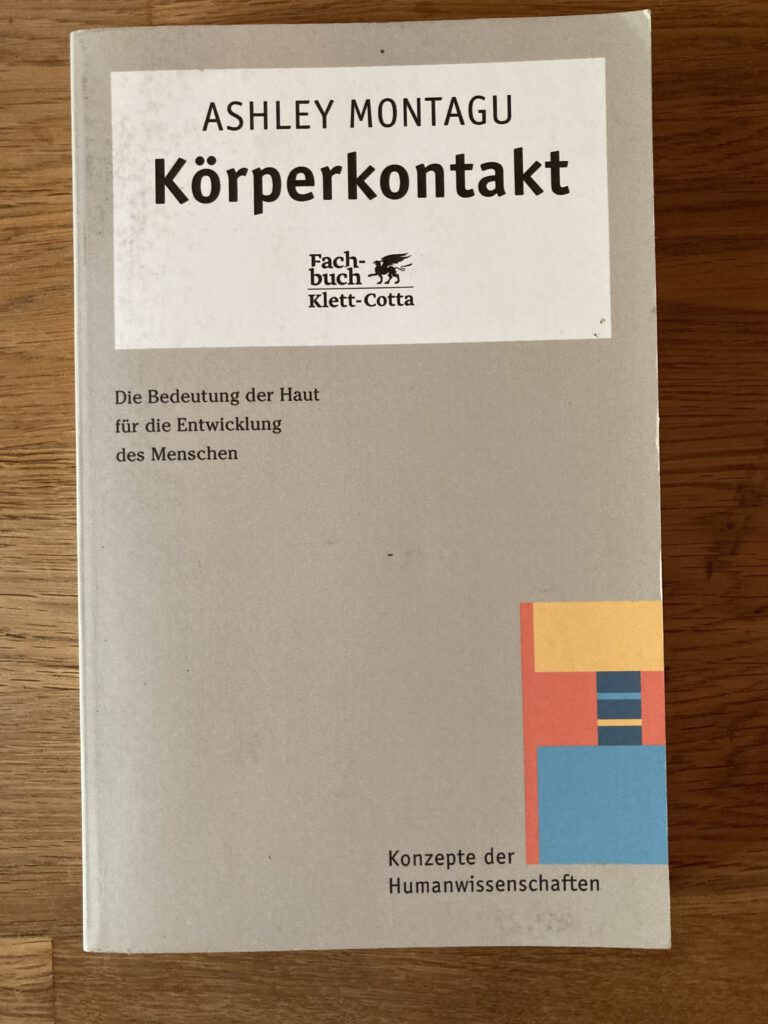 ASHLEY MONTAGU
Körperkontakt
Fach-
buch
Klett-Cotta
Die Bedeutung der Haut
für die Entwicklung
des Menschen
Konzepte der
Humanwissenschaften